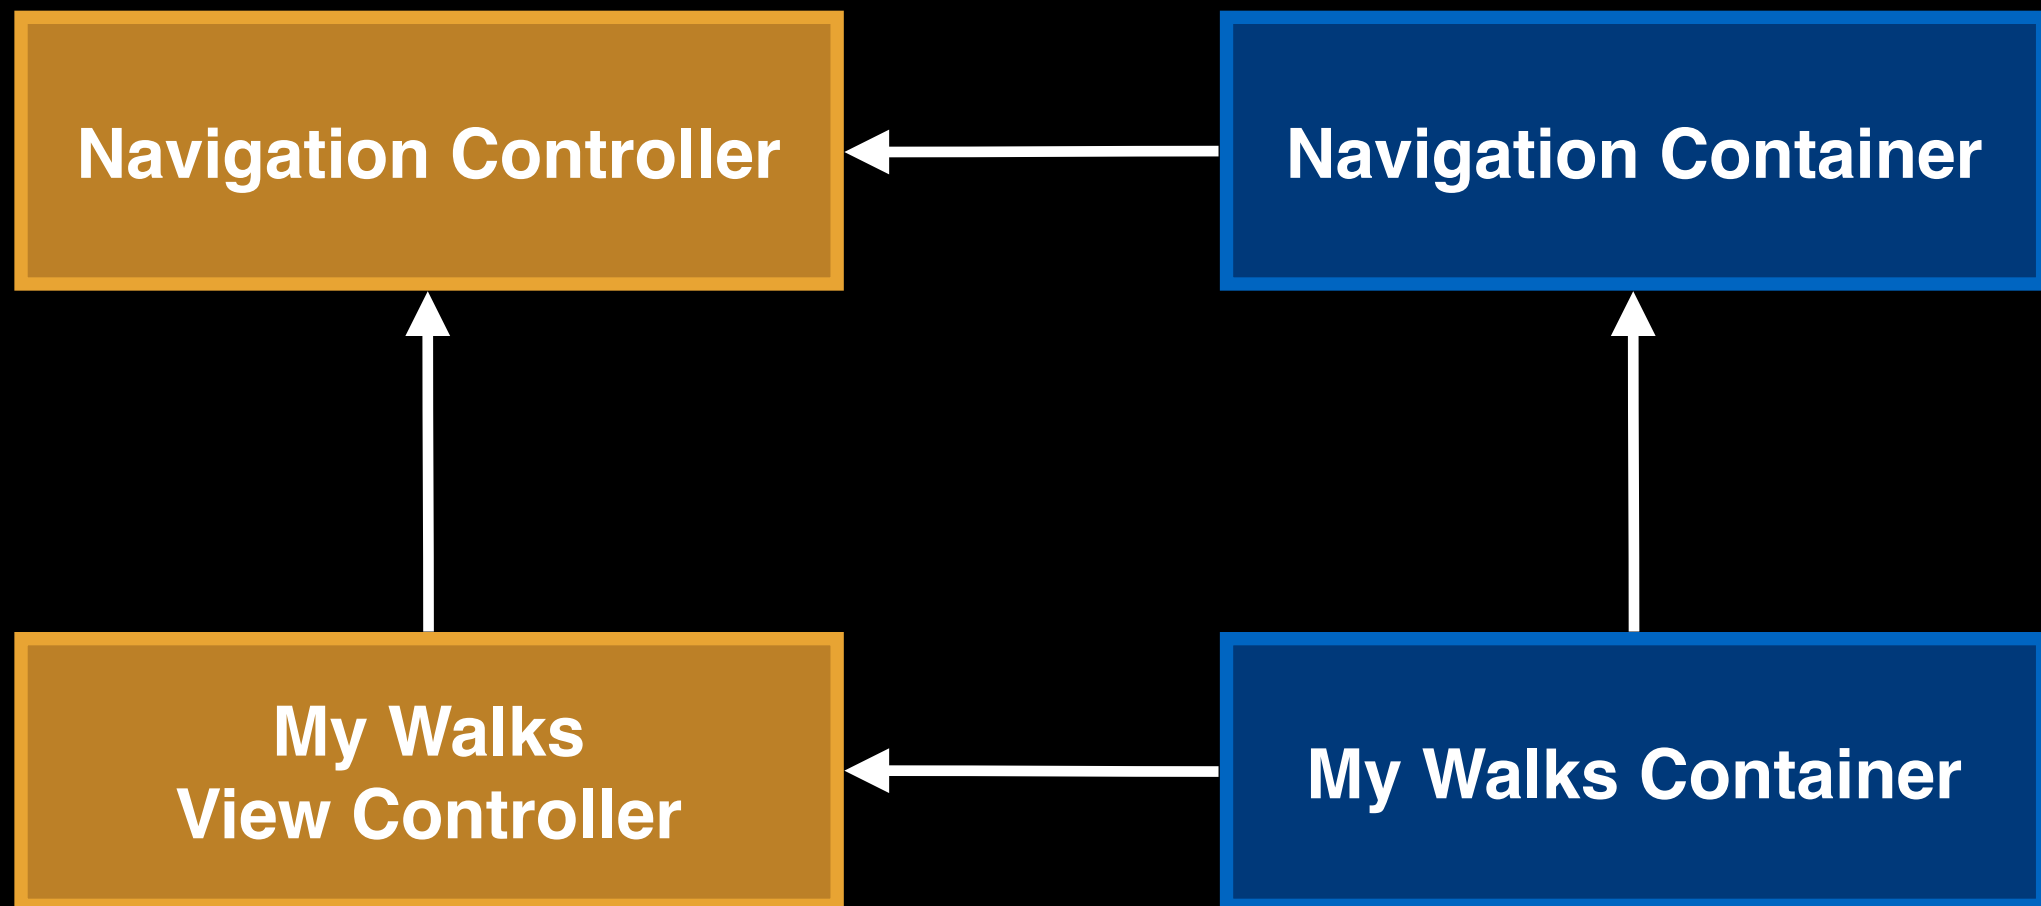 Navigation Controller
Navigation Container
My Walks
View Controller
My Walks Container